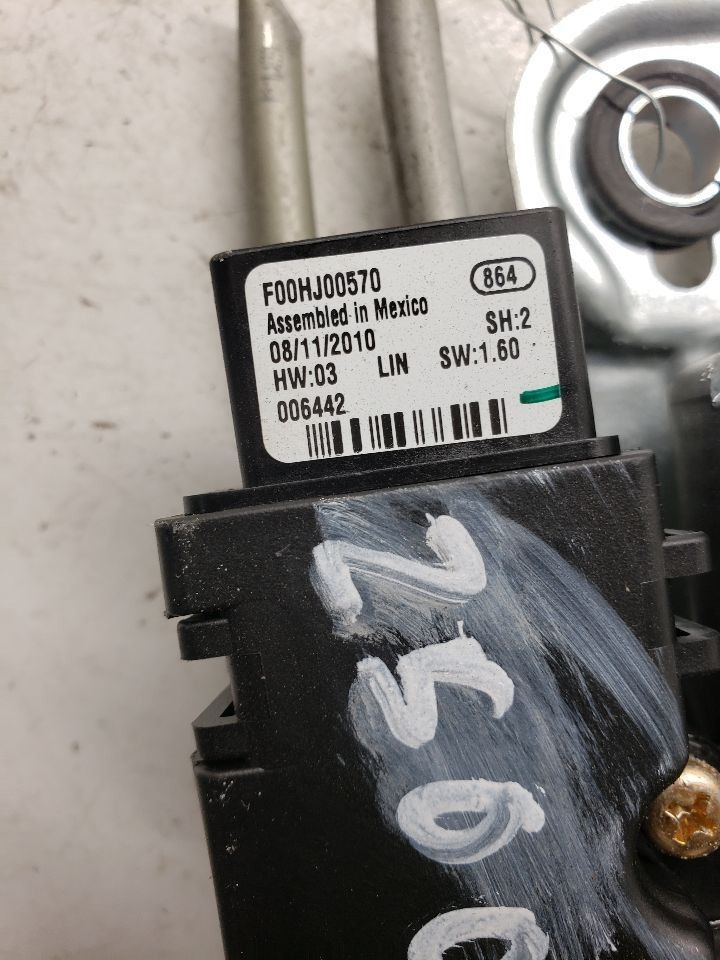 F00HJ00570 864
Assembled in Mexico
08/11/2010 SH:2
HW:03 LIN SW:1.60
006442